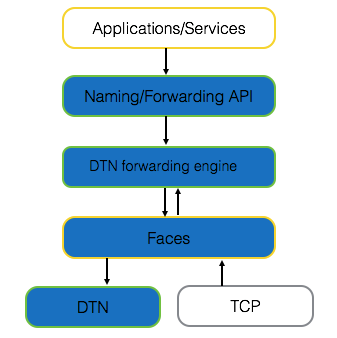 Applications/Services
Naming/Forwarding API
DTN forwarding engine
Faces
DTN
TCP